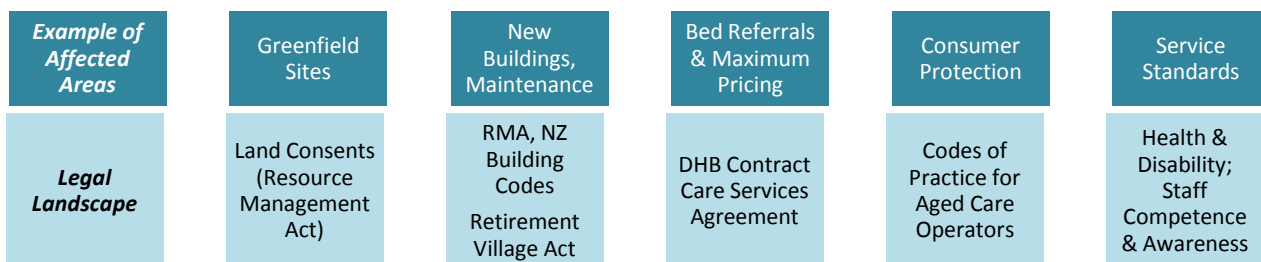 Example of
Affected
Areas
Greenfield
Sites
New
Buildings,
Maintenance
Bed Referrals
& Maximum
Pricing
Consumer
Protection
Service
Standards
Legal
Landscape
Land Consents
(Resource
Management
Act)
RMA, NZ
Building
Codes
Retirement
Village Act
DHB Contract
Care Services
Agreement
Codes of
Practice for
Aged Care
Operators
Health &
Disability;
Staff
Competence
& Awareness